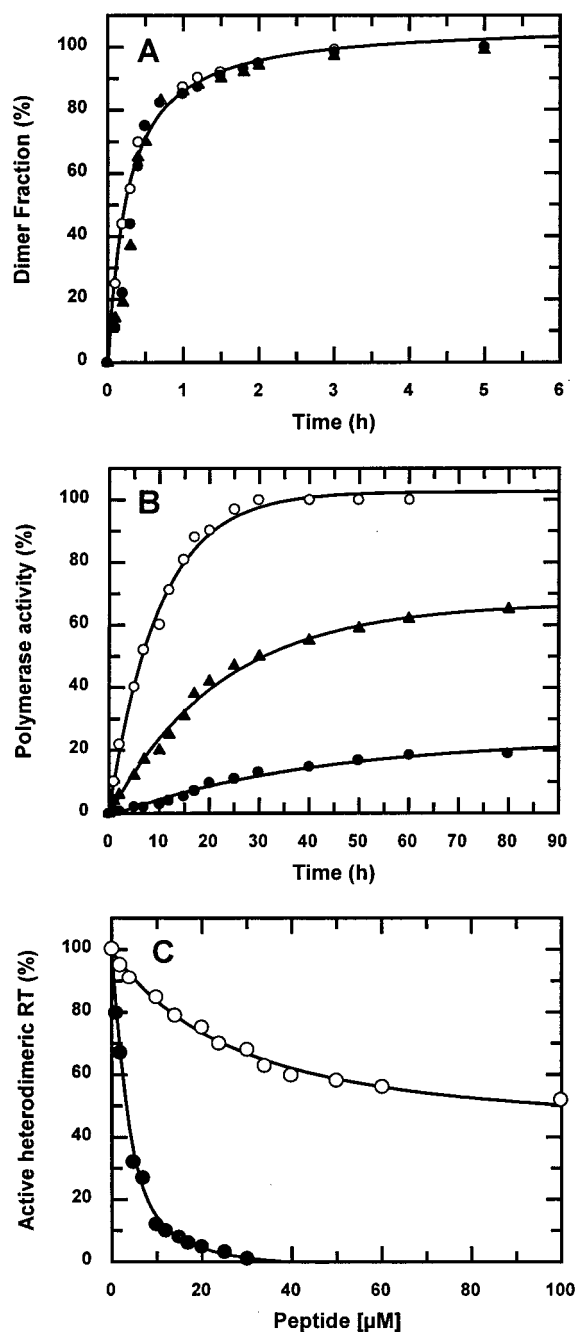 A
Dimer Fraction (%)
100
80
60
40
20
0
0 1 2 3 4 5 6
Time (h)
B
Polymerase activity (%)
100
80
60
40
20
0
0 10 20 30 40 50 60 70 80 90
Time (h)
C
Active heterodimeric RT (%)
100
80
60
40
20
0
0 20 40 60 80 100
Peptide [µM]